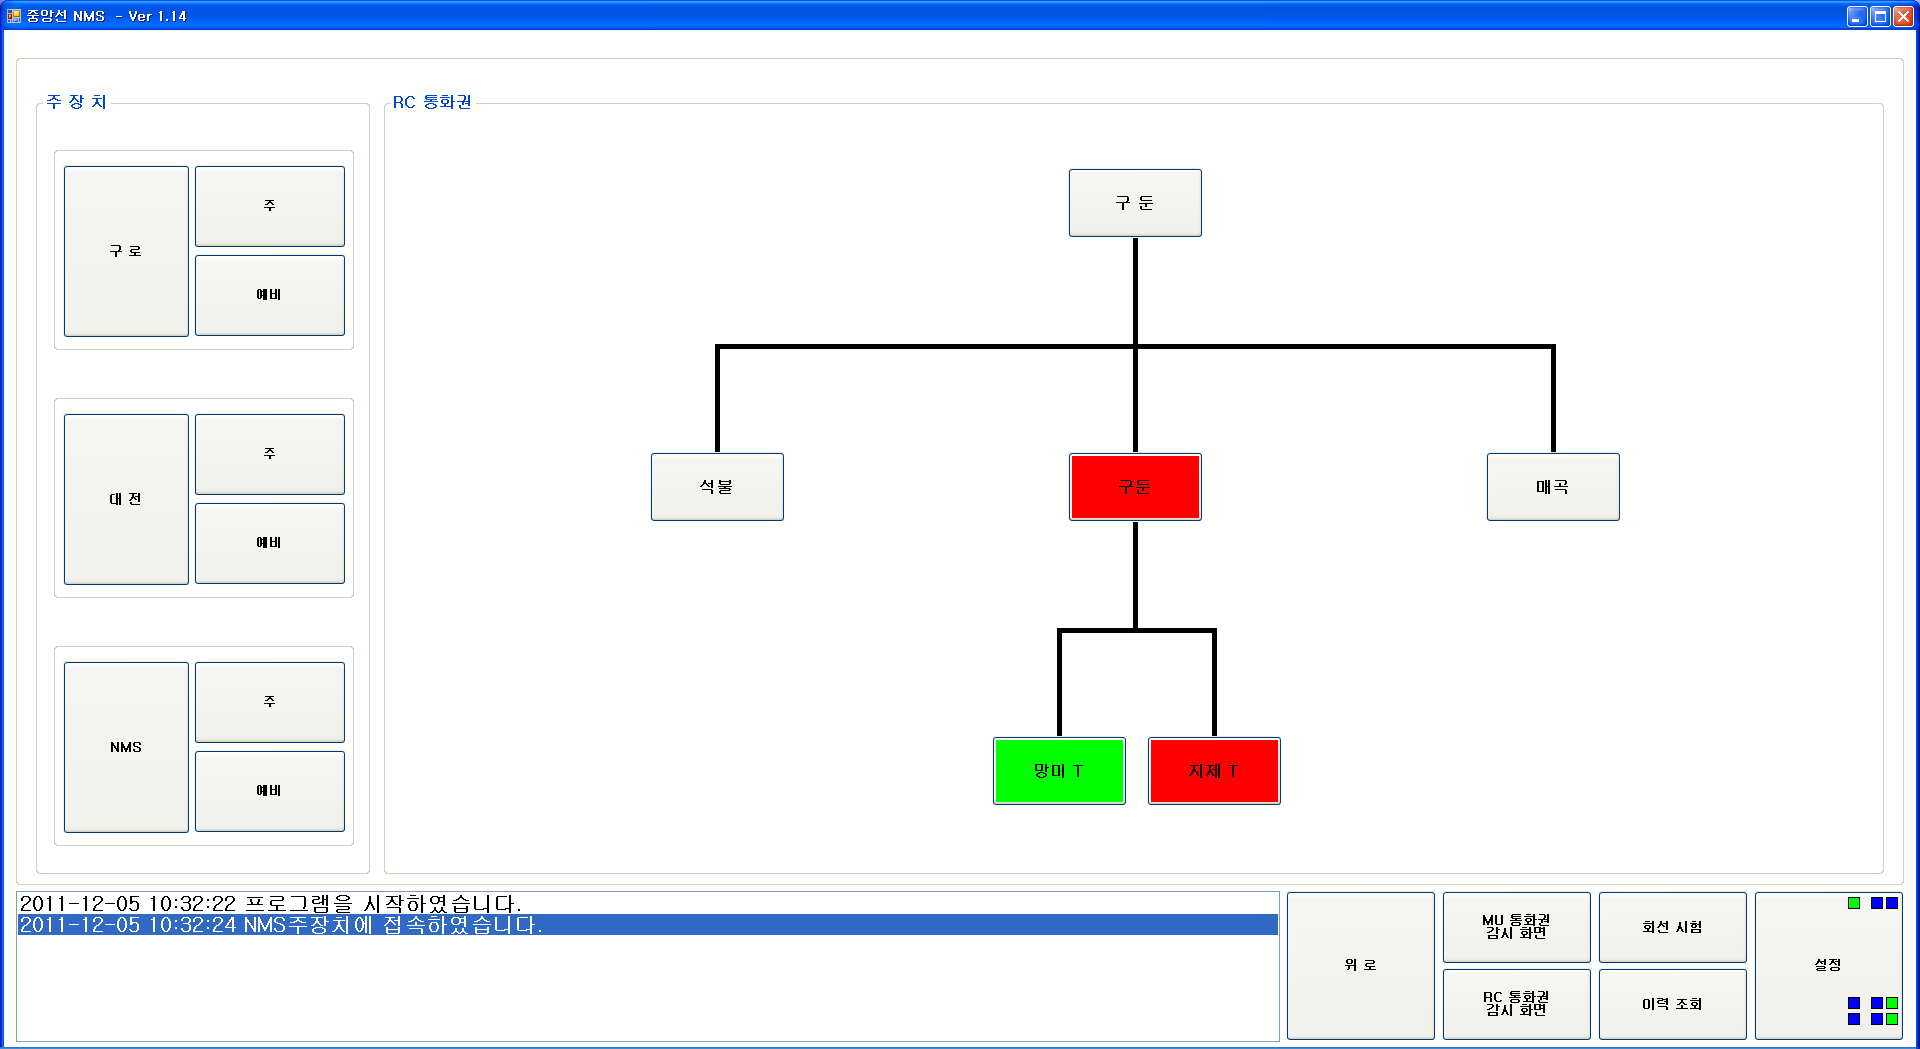 중앙선 NMS - Ver 1.14
주 장 치
RC 통화권
구 로
주
예비
대 전
주
예비
NMS
주
예비
구 둔
석불
구둔
매곡
망미 T
지제 T
2011-12-05 10:32:22 프로그램을 시작하였습니다.
2011-12-05 10:32:24 NMS주장치에 접속하였습니다.
위 로
MU 통화권
감시 화면
RC 통화권
감시 화면
회선 시험
이력 조회
설정